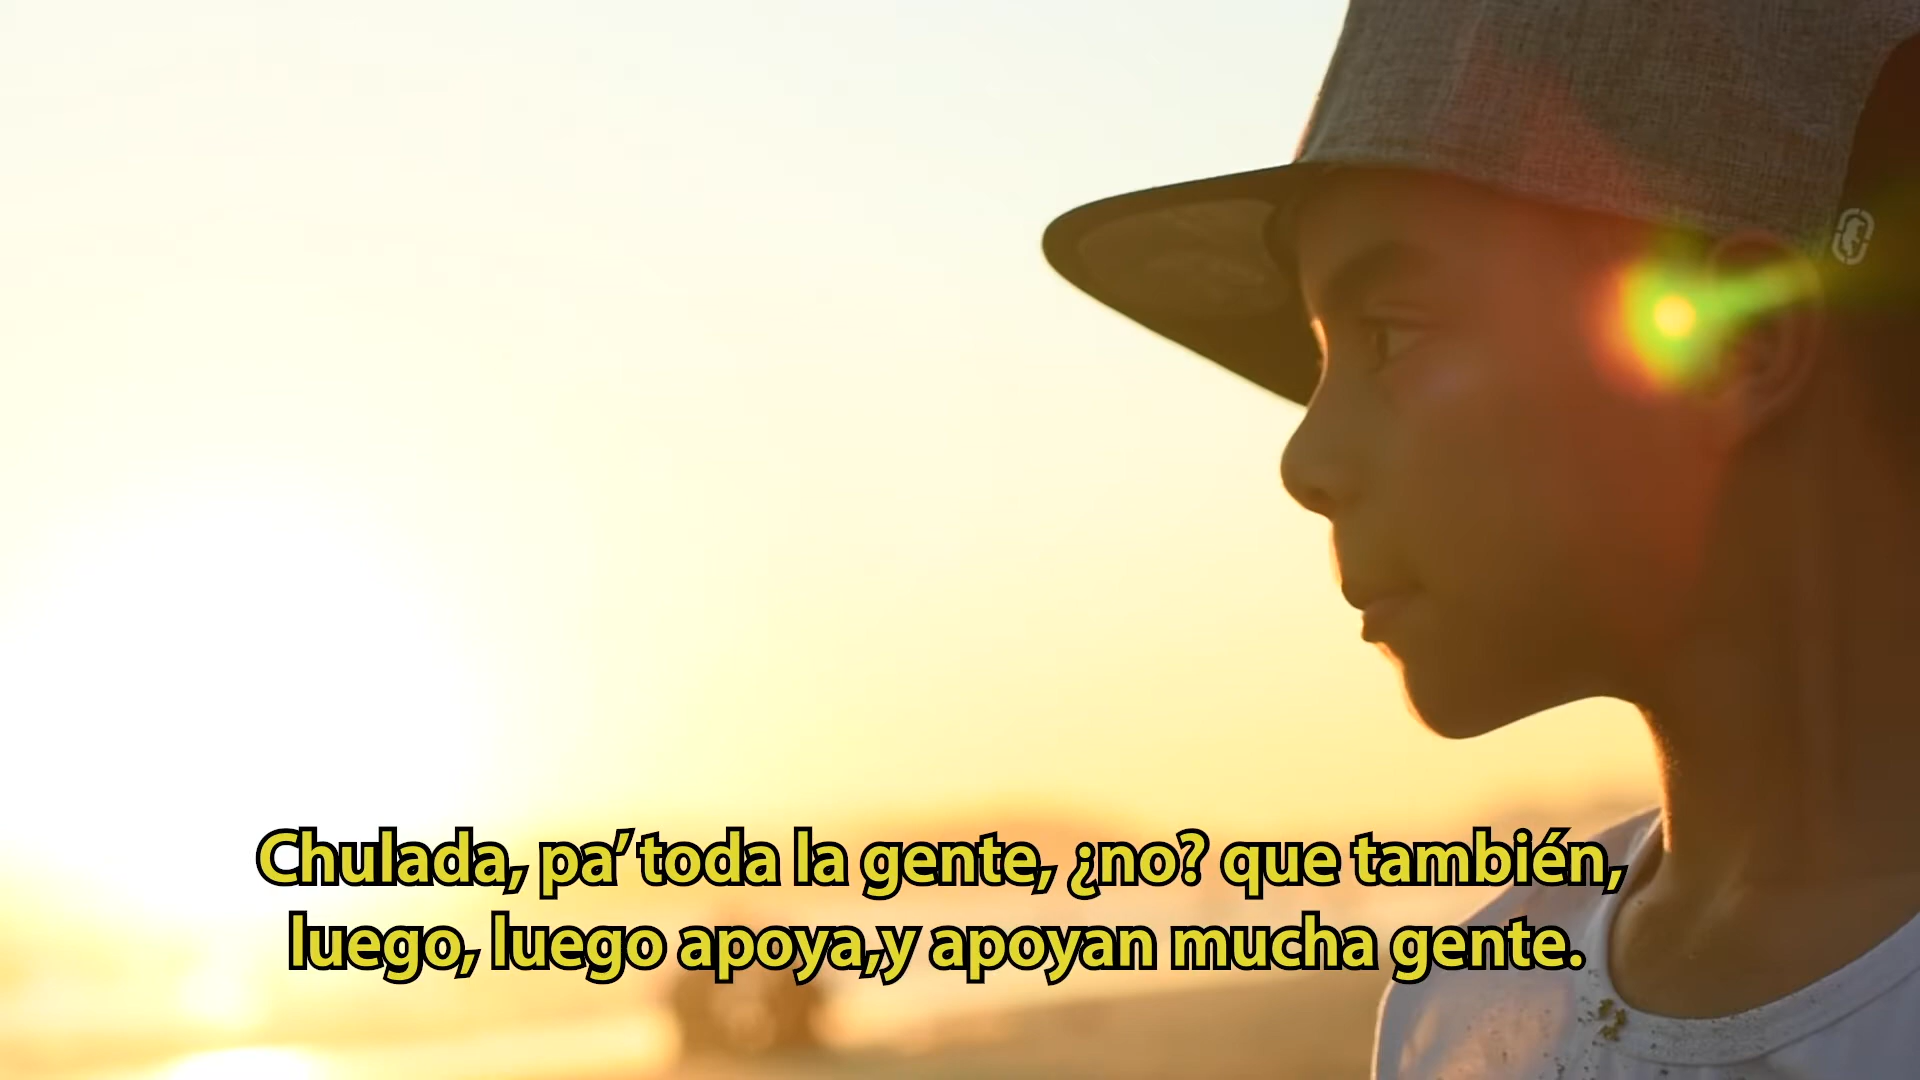 Chulada, pa’ toda la gente, ¿no? que también,
luego, luego apoya,y apoyan mucha gente.